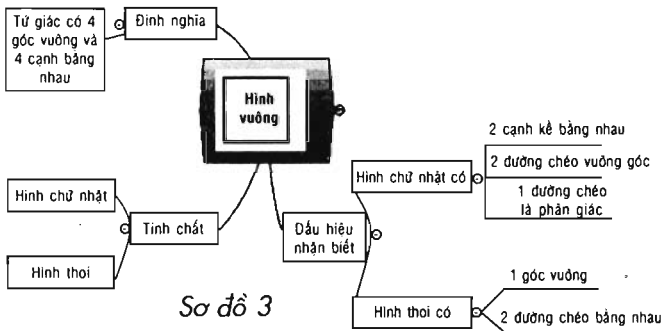 Tứ giác có 4
góc vuông và
4 cạnh bằng
nhau
Định nghĩa
Hình
vuông
Hình chữ nhật
Hình thoi
Tính chất
Dấu hiệu
nhận biết
Hình chữ nhật có
2 cạnh kề bằng nhau
2 đường chéo vuông góc
1 đường chéo
là phân giác
Hình thoi có
1 góc vuông
2 đường chéo bằng nhau
Sơ đồ 3